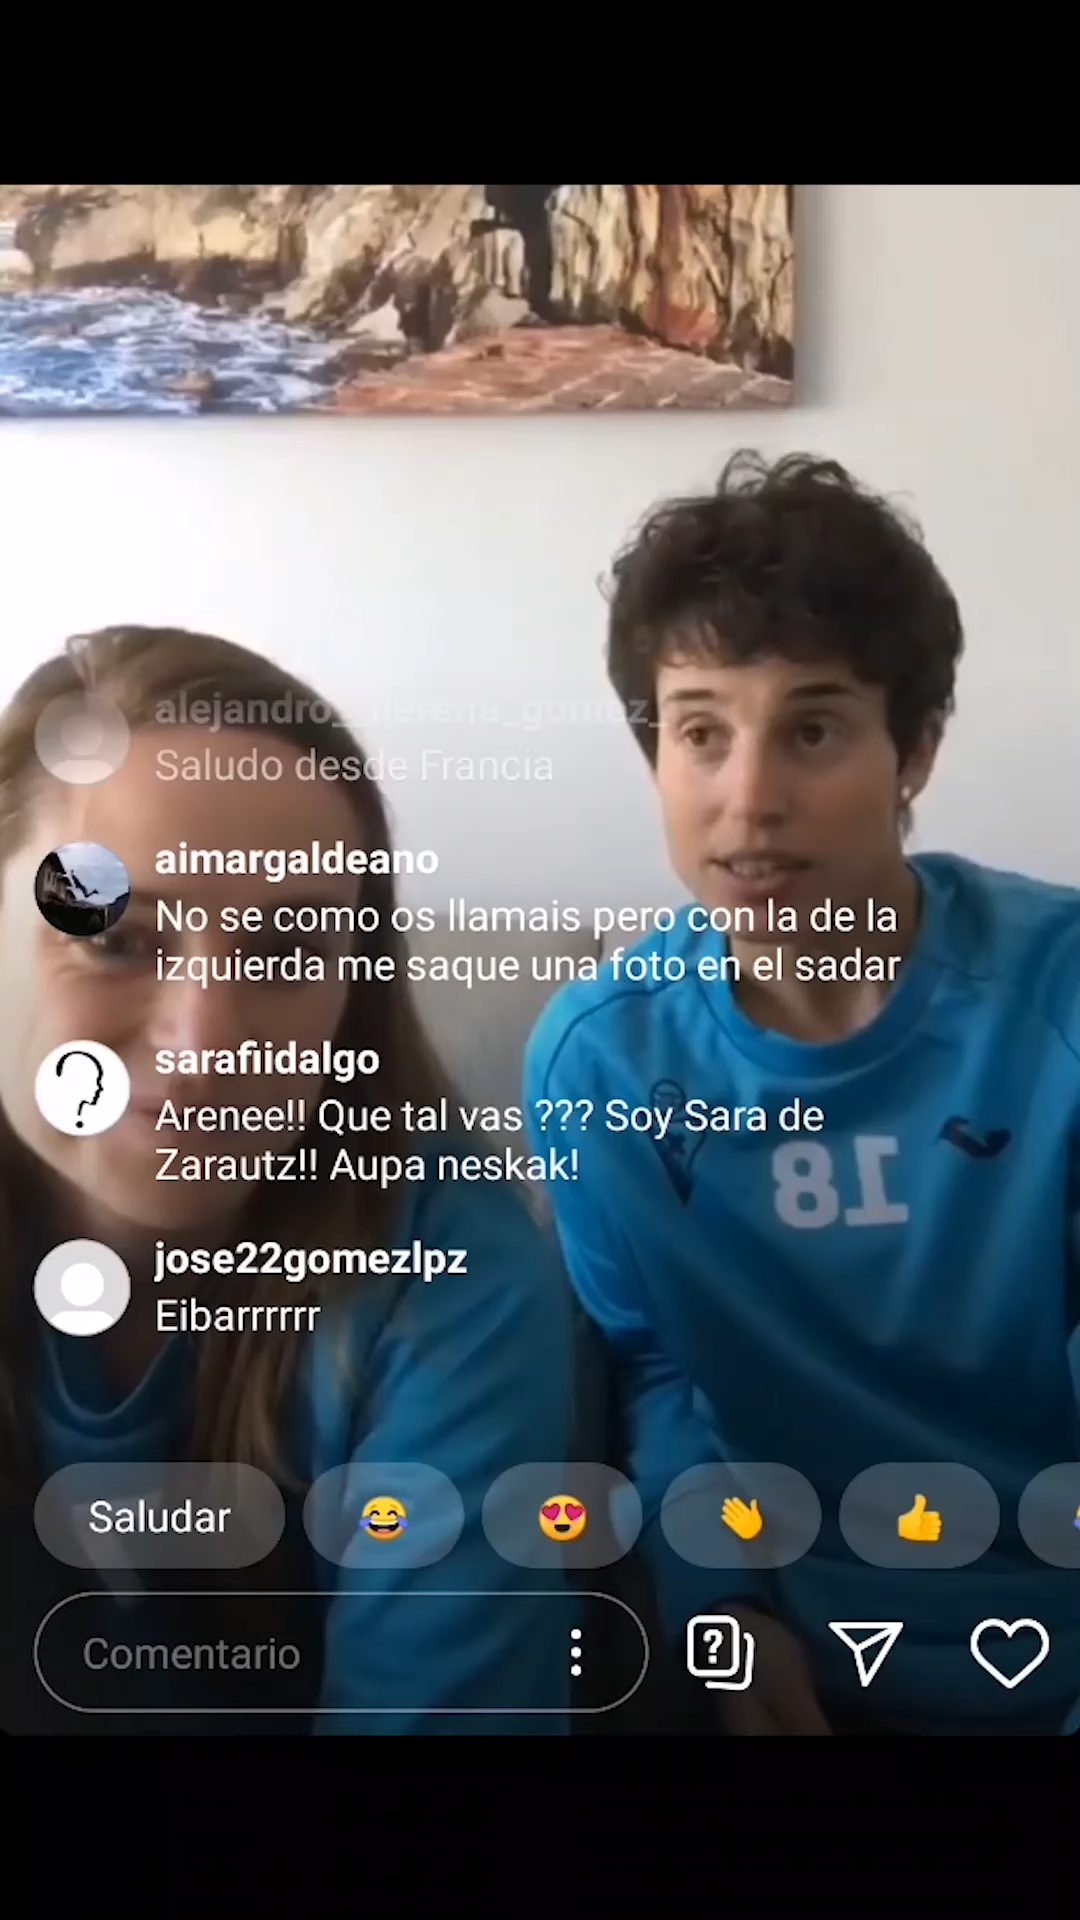 Saludo desde Francia
aimargaldeano
No se como os llamais pero con la de la
izquierda me saque una foto en el sadar
sarafiidalgo
Arenee!! Que tal vas ??? Soy Sara de
Zarautz!! Aupa neskak!
jose22gomezlpz
Eibarrrrrr
18
Saludar
Comentario